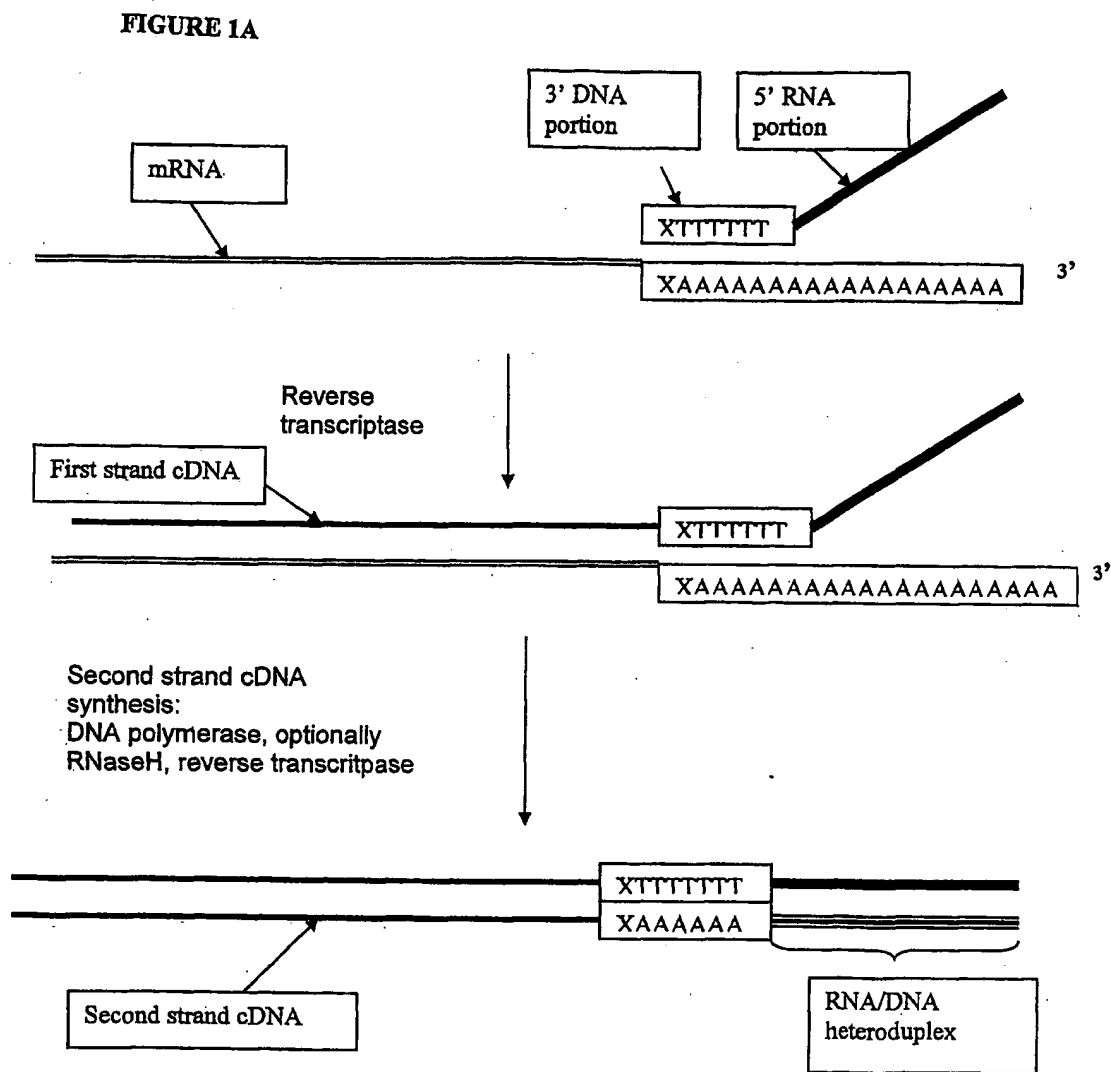 FIGURE 1A
3' DNA
portion
5' RNA
portion
mRNA
XTTTTTT
XAAAAAAAAAAAAAAAAAA
3'
Reverse
transcriptase
First strand cDNA
XTTTTTT
XAAAAAAAAAAAAAAAAAAAA
3'
Second strand cDNA
synthesis:
DNA polymerase, optionally
RNaseH, reverse transcritpase
XTTTTTTT
XAAAAAA
Second strand cDNA
RNA/DNA
heteroduplex